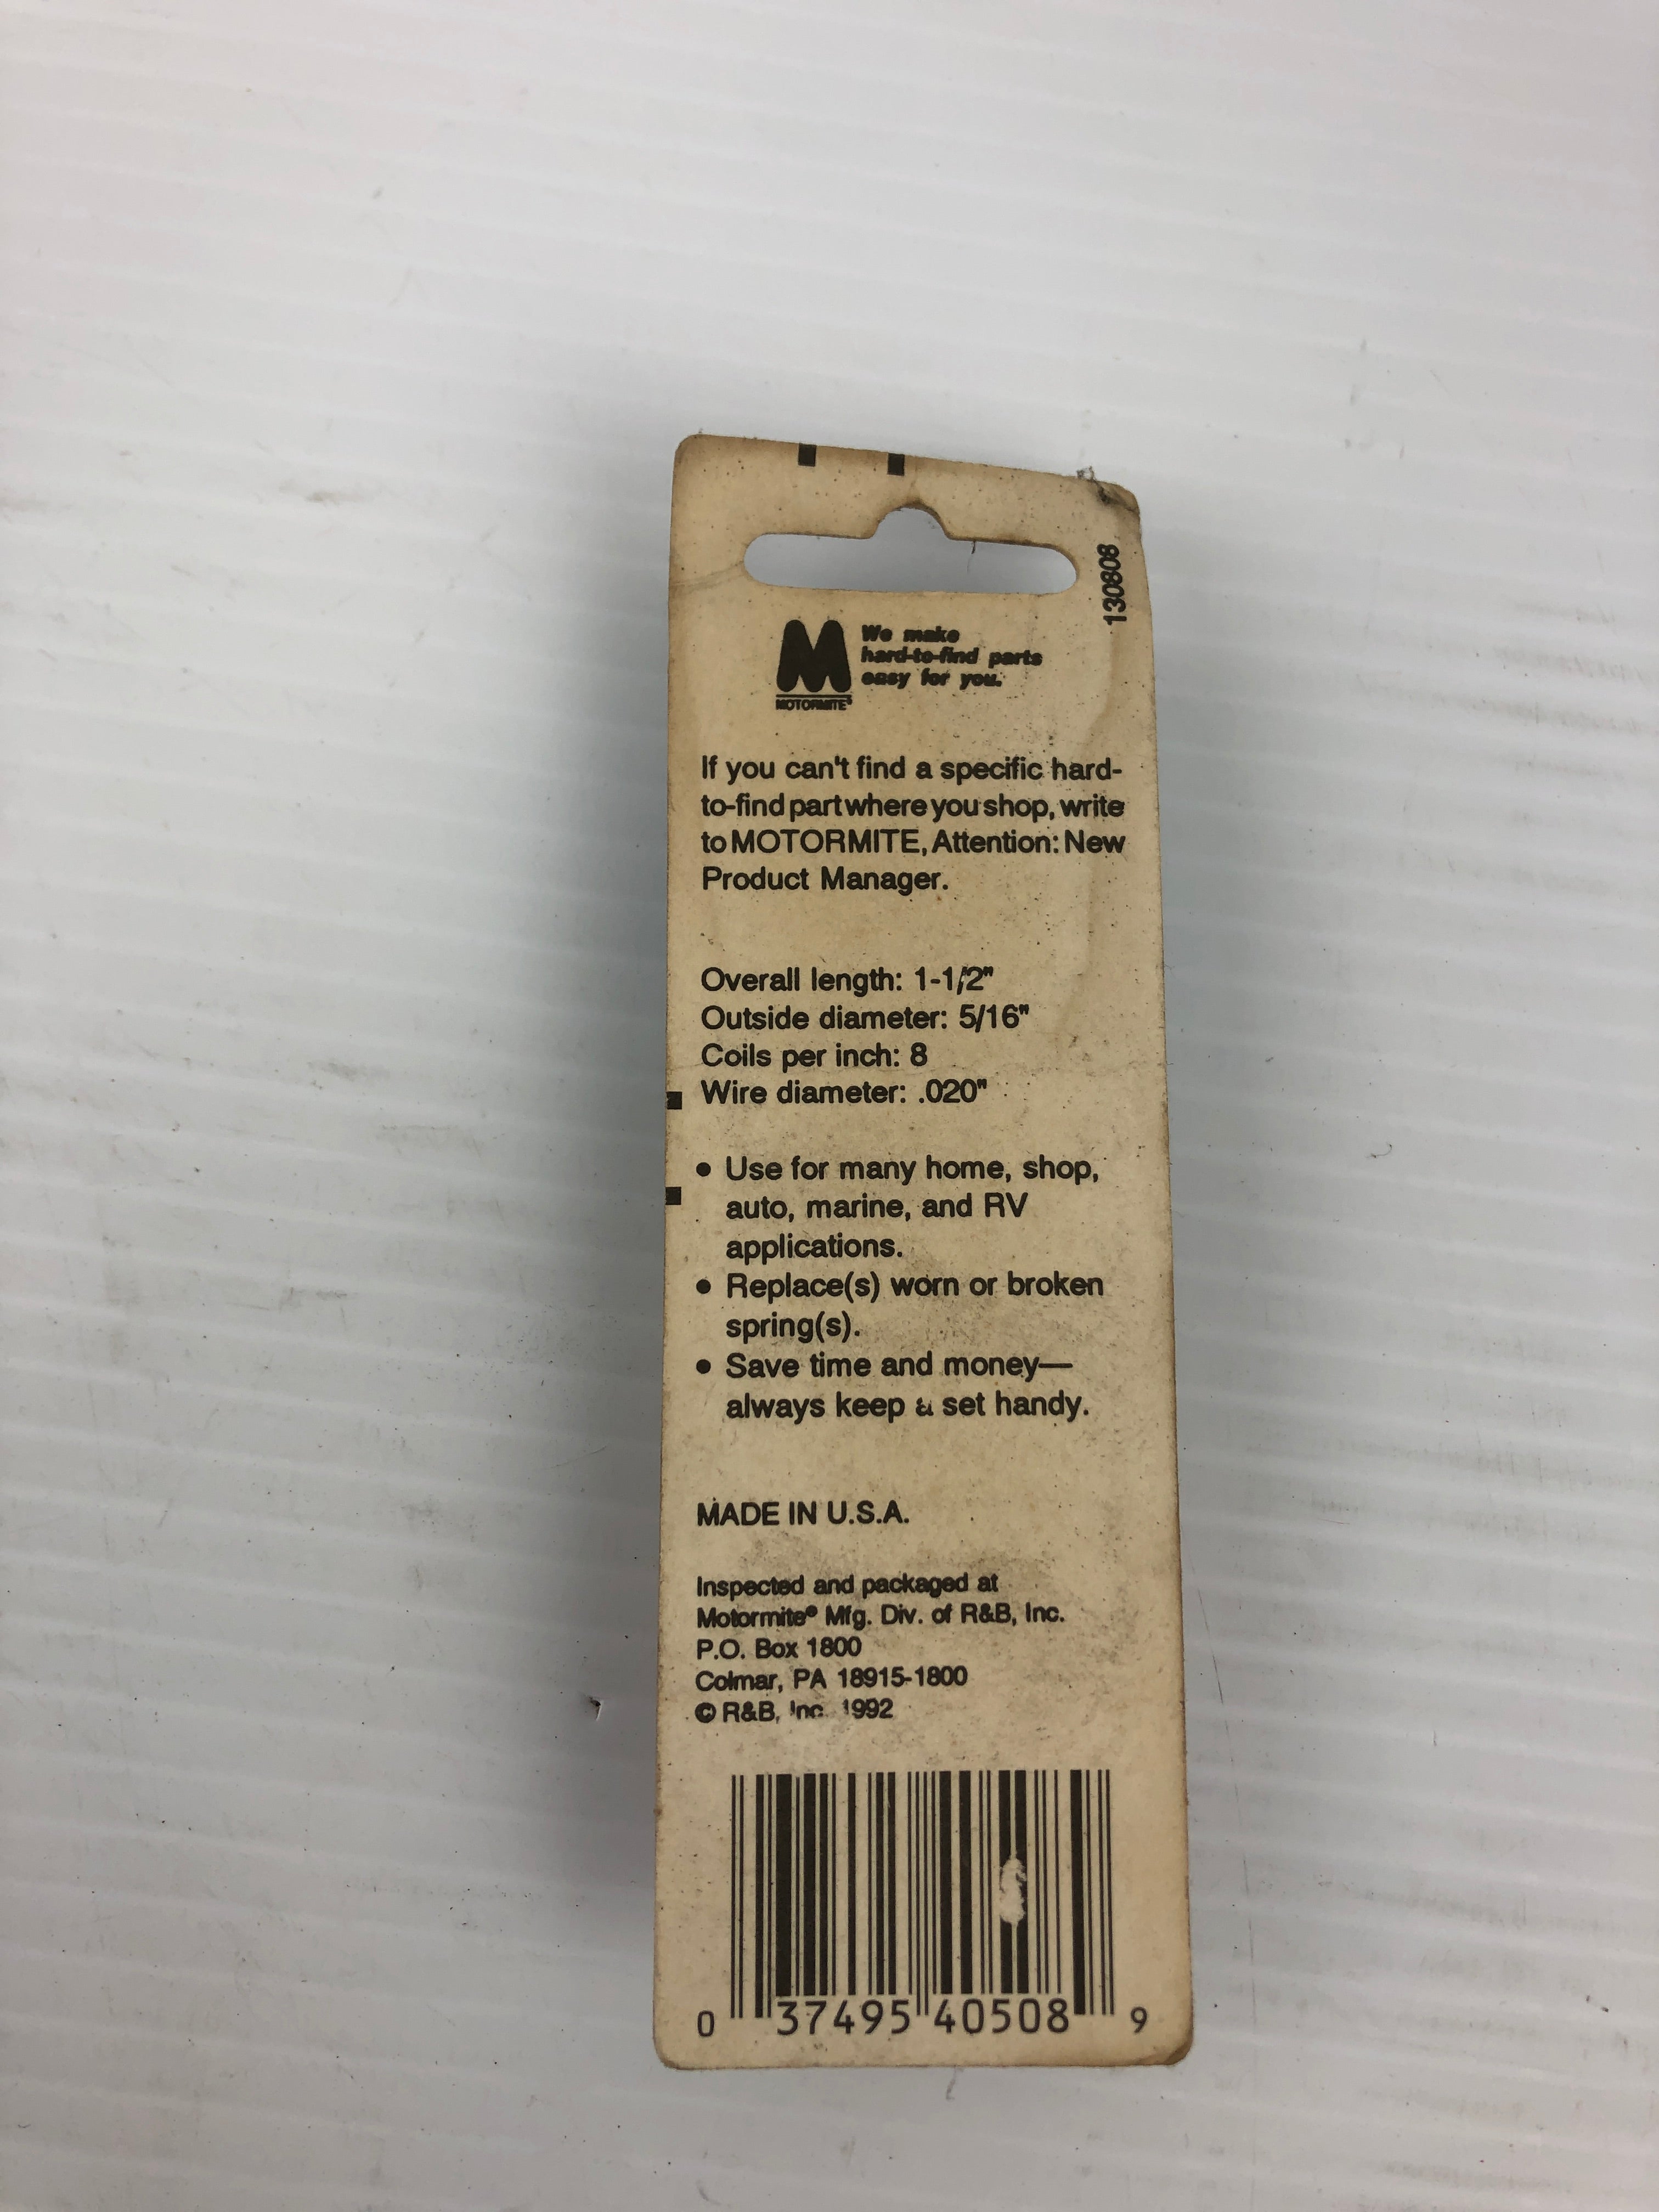 130808
We make
hard-to-find parts
easy for you.
MOTORMITE®
If you can't find a specific hard-
to-find part where you shop, write
to MOTORMITE, Attention: New
Product Manager.
Overall length: 1-1/2"
Outside diameter: 5/16"
Coils per inch: 8
Wire diameter: .020"
• Use for many home, shop,
auto, marine, and RV
applications.
• Replace(s) worn or broken
spring(s).
• Save time and money—
always keep a set handy.
MADE IN U.S.A.
Inspected and packaged at
Motormite® Mfg. Div. of R&B, Inc.
P.O. Box 1800
Colmar, PA 18915-1800
© R&B, Inc. 1992
0 37495 40508 9